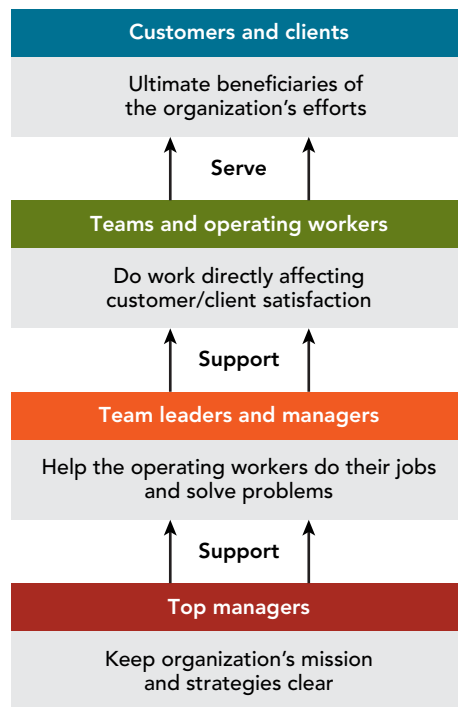 Customers and clients
Ultimate beneficiaries of
the organization’s efforts
Serve
Teams and operating workers
Do work directly affecting
customer/client satisfaction
Support
Team leaders and managers
Help the operating workers do their jobs
and solve problems
Support
Top managers
Keep organization’s mission
and strategies clear